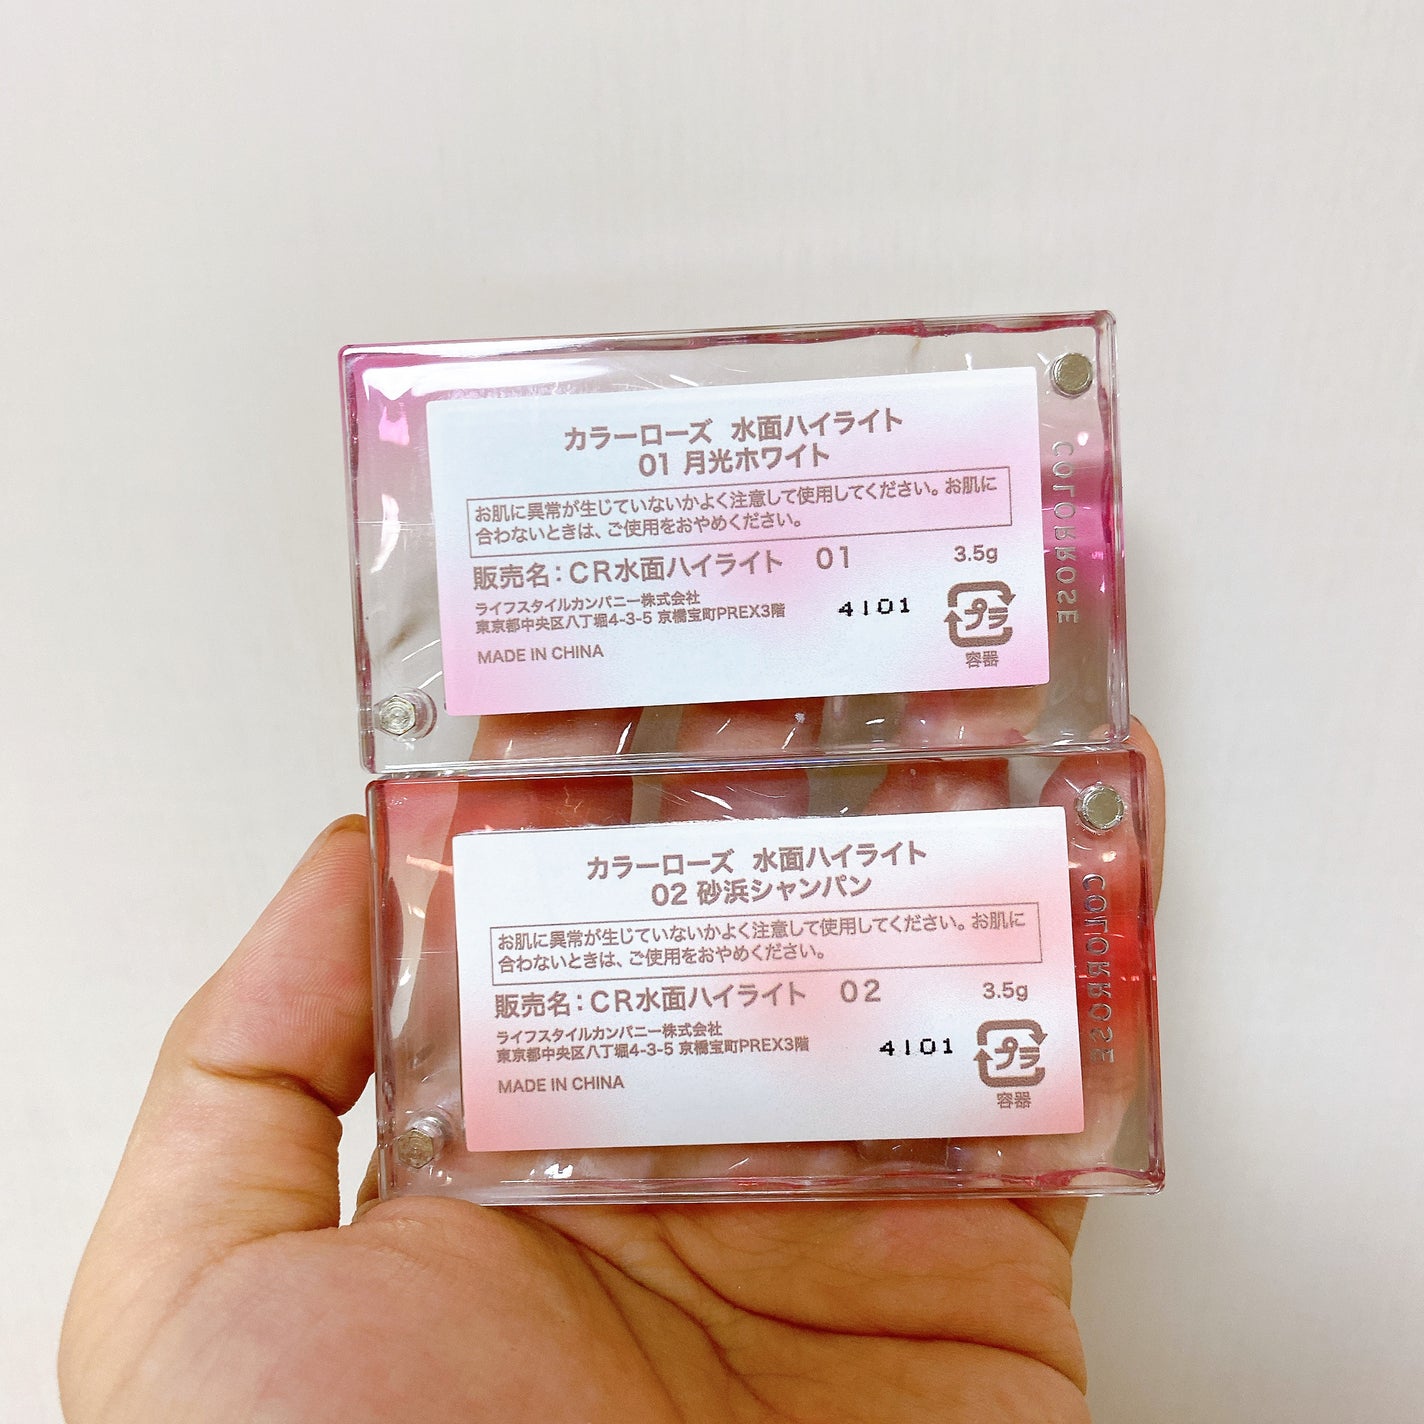 カラーローズ 水面ハイライト
01 月光ホワイト
お肌に異常が生じていないかよく注意して使用してください。お肌に
合わないときは、ご使用をおやめください。
販売名：CR水面ハイライト 01 3.5g
ライフスタイルカンパニー株式会社
東京都中央区八丁堀4-3-5 京橋宝町PREX3階
4101
プラ
容器
MADE IN CHINA
COLORROSE
カラーローズ 水面ハイライト
02 砂浜シャンパン
お肌に異常が生じていないかよく注意して使用してください。お肌に
合わないときは、ご使用をおやめください。
販売名：CR水面ハイライト 02 3.5g
ライフスタイルカンパニー株式会社
東京都中央区八丁堀4-3-5 京橋宝町PREX3階
4101
プラ
容器
MADE IN CHINA
COLORROSE